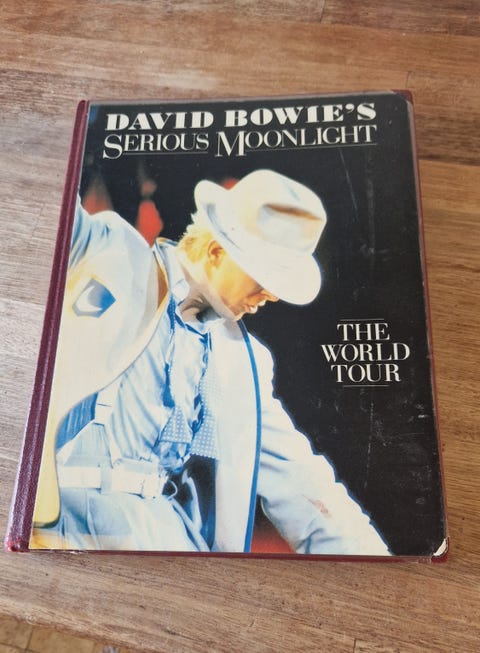 DAVID BOWIE'S
SERIOUS MOONLIGHT
THE
WORLD
TOUR